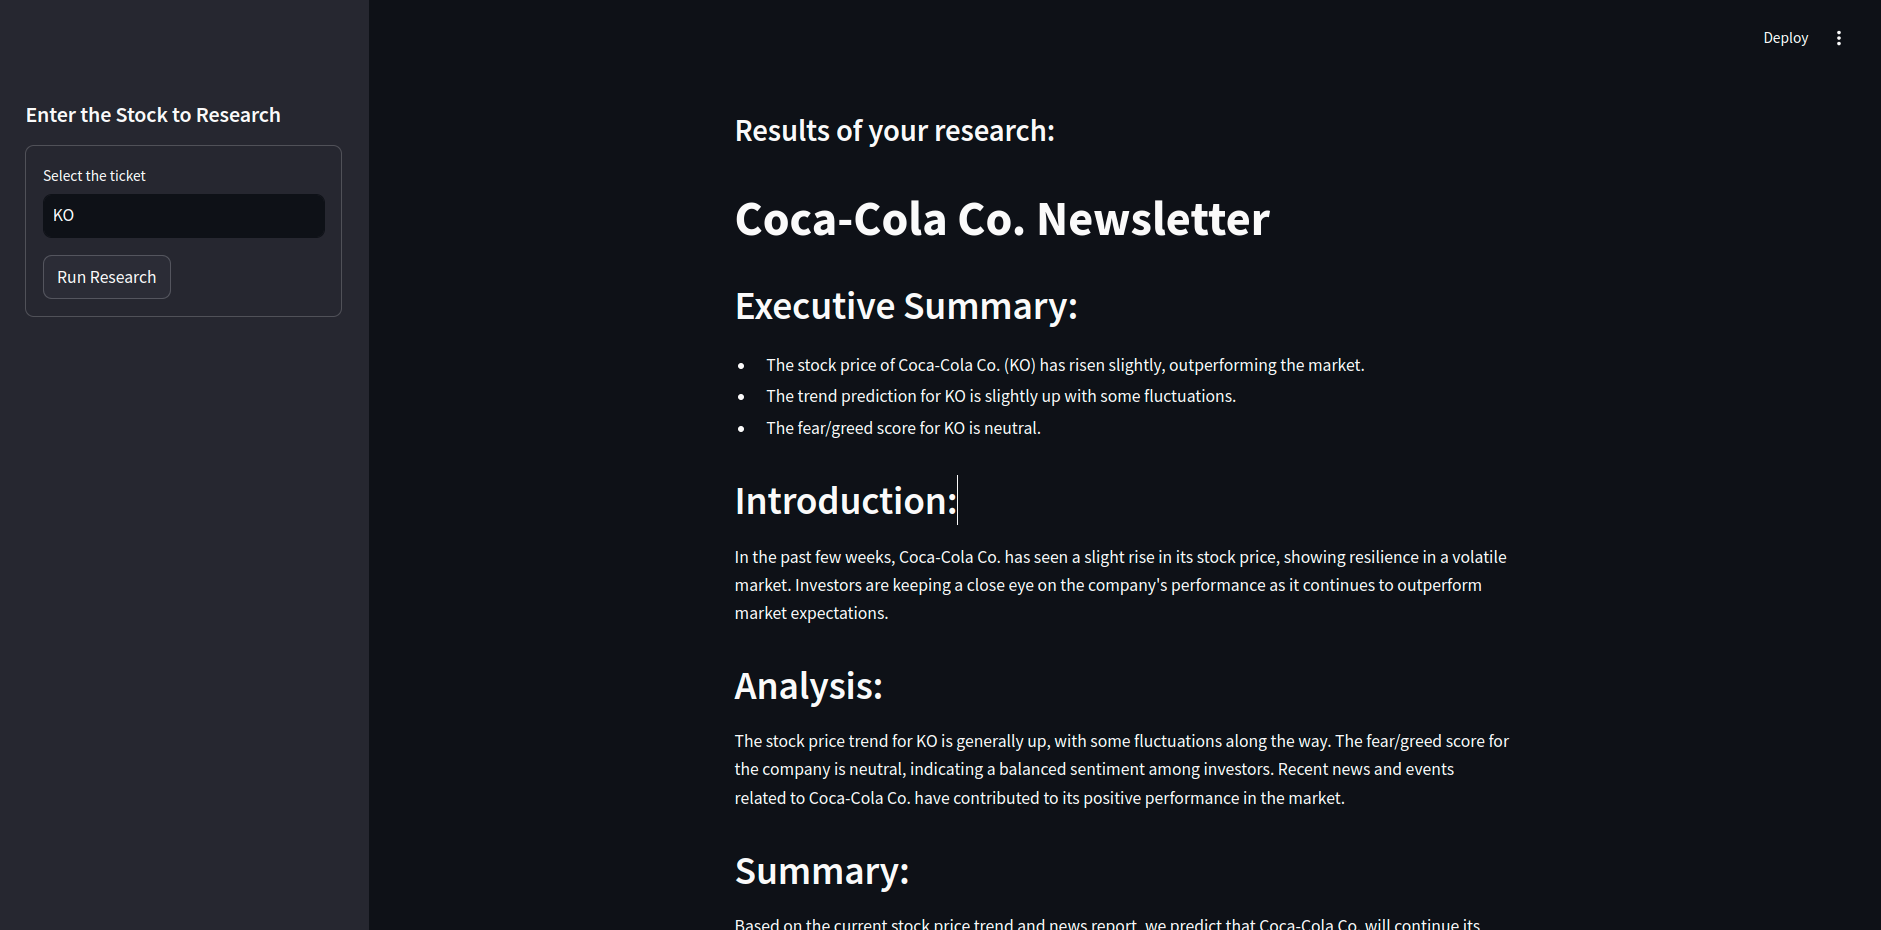 Deploy
Enter the Stock to Research
Select the ticket
KO
Run Research
Results of your research:
Coca-Cola Co. Newsletter
Executive Summary:
The stock price of Coca-Cola Co. (KO) has risen slightly, outperforming the market.
The trend prediction for KO is slightly up with some fluctuations.
The fear/greed score for KO is neutral.
Introduction:
In the past few weeks, Coca-Cola Co. has seen a slight rise in its stock price, showing resilience in a volatile
market. Investors are keeping a close eye on the company's performance as it continues to outperform
market expectations.
Analysis:
The stock price trend for KO is generally up, with some fluctuations along the way. The fear/greed score for
the company is neutral, indicating a balanced sentiment among investors. Recent news and events
related to Coca-Cola Co. have contributed to its positive performance in the market.
Summary:
Based on the current stock price trend and news report, we predict that Coca-Cola Co. will continue its